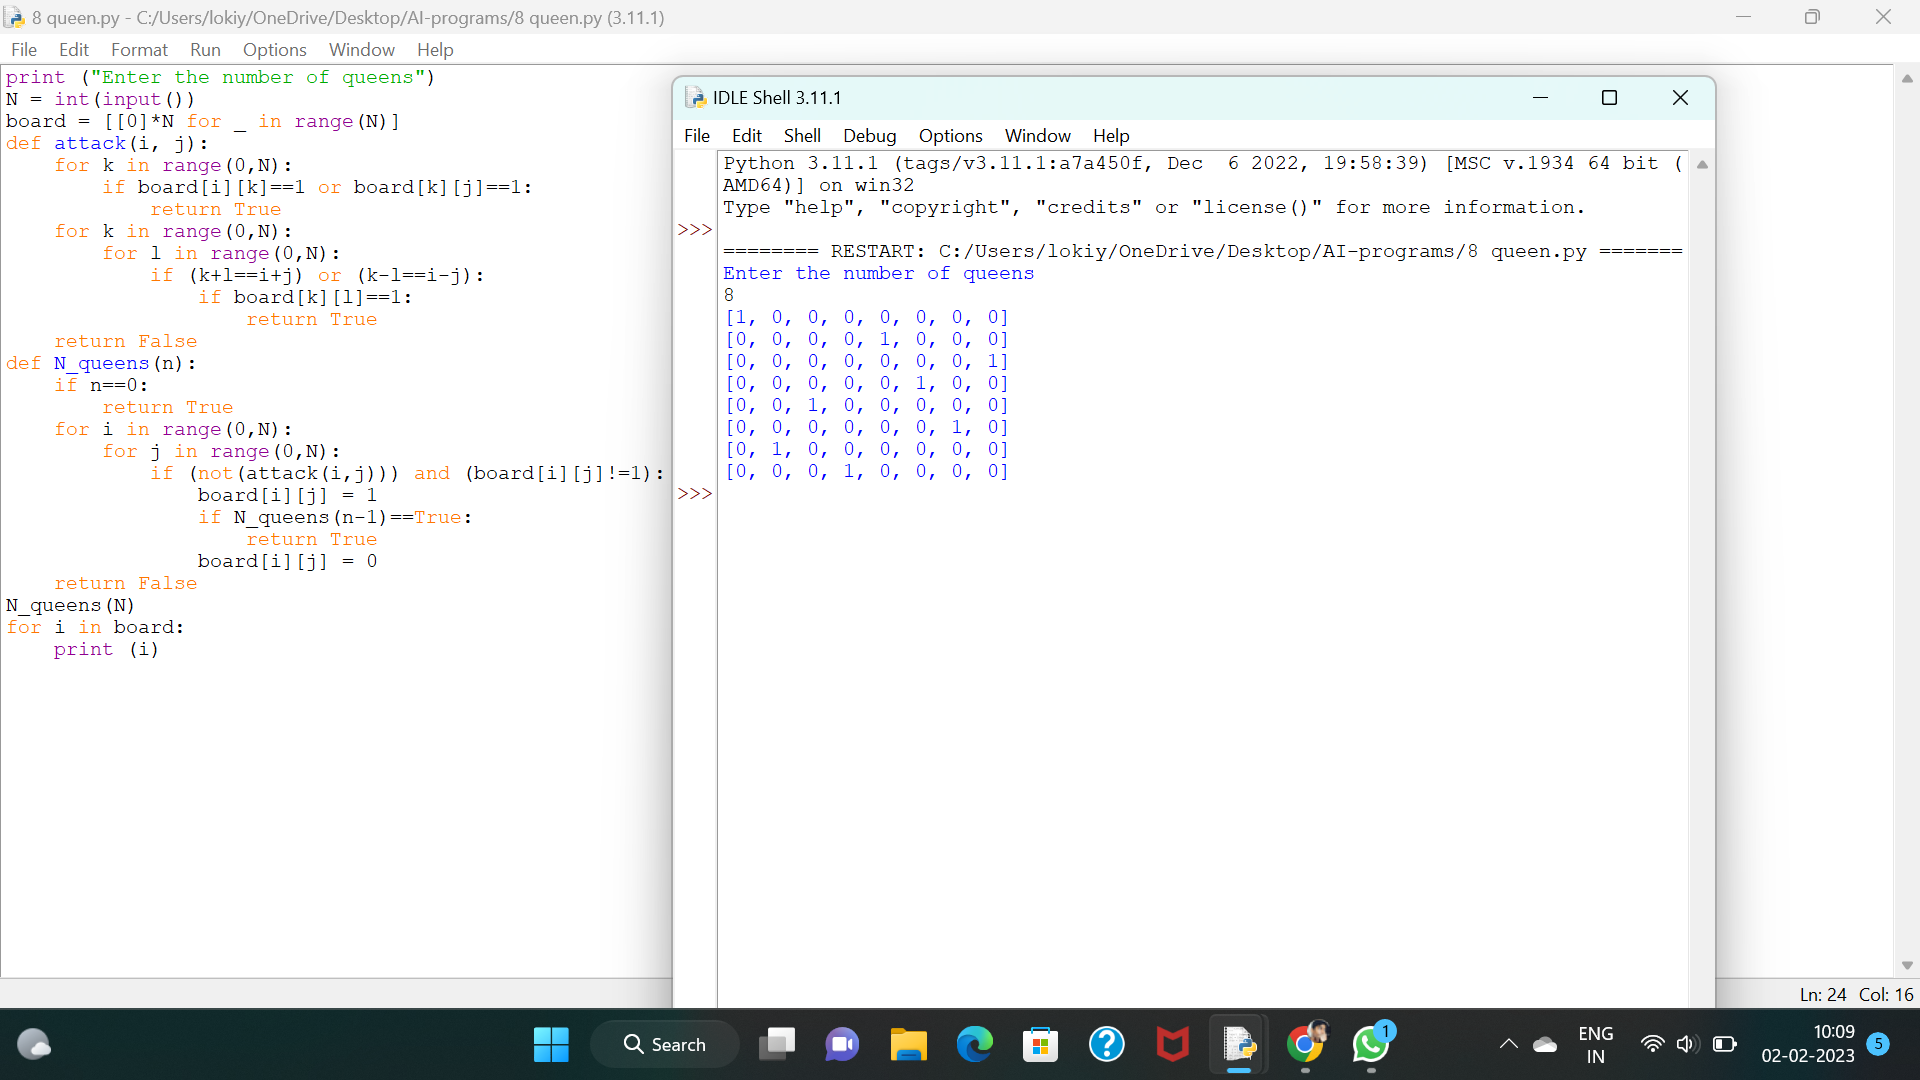 8 queen.py - C:/Users/lokiy/OneDrive/Desktop/AI-programs/8 queen.py (3.11.1)
File Edit Format Run Options Window Help
print ("Enter the number of queens")
N = int(input())
board = [[0]*N for _ in range(N)]
def attack(i, j):
    for k in range(0,N):
        if board[i][k]==1 or board[k][j]==1:
            return True
    for k in range(0,N):
        for l in range(0,N):
            if (k+l==i+j) or (k-l==i-j):
                if board[k][l]==1:
                    return True
    return False
def N_queens(n):
    if n==0:
        return True
    for i in range(0,N):
        for j in range(0,N):
            if (not(attack(i,j))) and (board[i][j]!=1):
                board[i][j] = 1
                if N_queens(n-1)==True:
                    return True
                board[i][j] = 0
    return False
N_queens(N)
for i in board:
    print (i)
IDLE Shell 3.11.1
File Edit Shell Debug Options Window Help
Python 3.11.1 (tags/v3.11.1:a7a450f, Dec  6 2022, 19:58:39) [MSC v.1934 64 bit (
AMD64)] on win32
Type "help", "copyright", "credits" or "license()" for more information.
>>>
======== RESTART: C:/Users/lokiy/OneDrive/Desktop/AI-programs/8 queen.py =======
Enter the number of queens
8
[1, 0, 0, 0, 0, 0, 0, 0]
[0, 0, 0, 0, 1, 0, 0, 0]
[0, 0, 0, 0, 0, 0, 0, 1]
[0, 0, 0, 0, 0, 1, 0, 0]
[0, 0, 1, 0, 0, 0, 0, 0]
[0, 0, 0, 0, 0, 0, 1, 0]
[0, 1, 0, 0, 0, 0, 0, 0]
[0, 0, 0, 1, 0, 0, 0, 0]
>>>
Ln: 24 Col: 16
Search
1
ENG
IN
10:09
02-02-2023
5